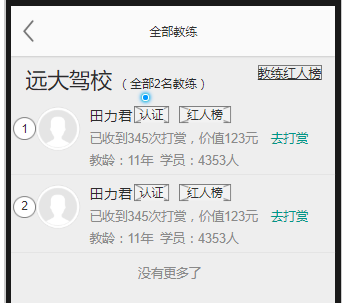 全部教练
远大驾校（全部2名教练）
教练红人榜
1
田力君 认证 红人榜
已收到345次打赏，价值123元 去打赏
教龄：11年 学员：4353人
2
田力君 认证 红人榜
已收到345次打赏，价值123元 去打赏
教龄：11年 学员：4353人
没有更多了